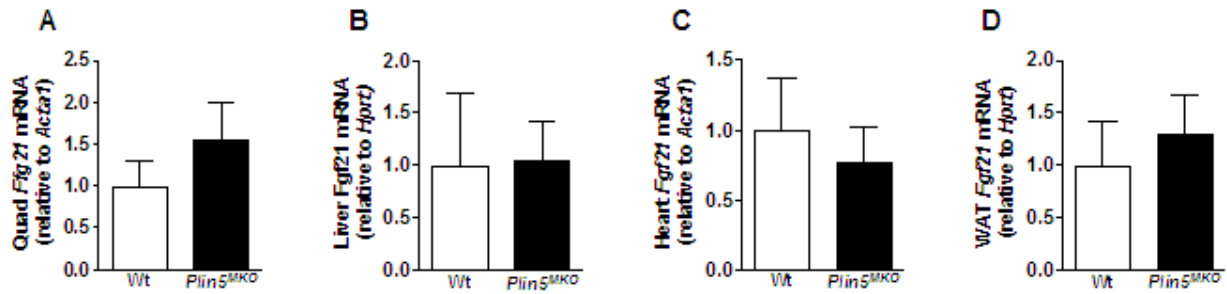 A
Quad Ffg21 mRNA
(relative to Acta1)
2.5
2.0
1.5
1.0
0.5
0.0
Wt
Plin5MKO
B
Liver Fgf21 mRNA
(relative to Hprt)
2.0
1.5
1.0
0.5
0.0
Wt
Plin5MKO
C
Heart Fgf21 mRNA
(relative to Acta1)
1.5
1.0
0.5
0.0
Wt
Plin5MKO
D
WAT Fgf21 mRNA
(relative to Hprt)
2.0
1.5
1.0
0.5
0.0
Wt
Plin5MKO